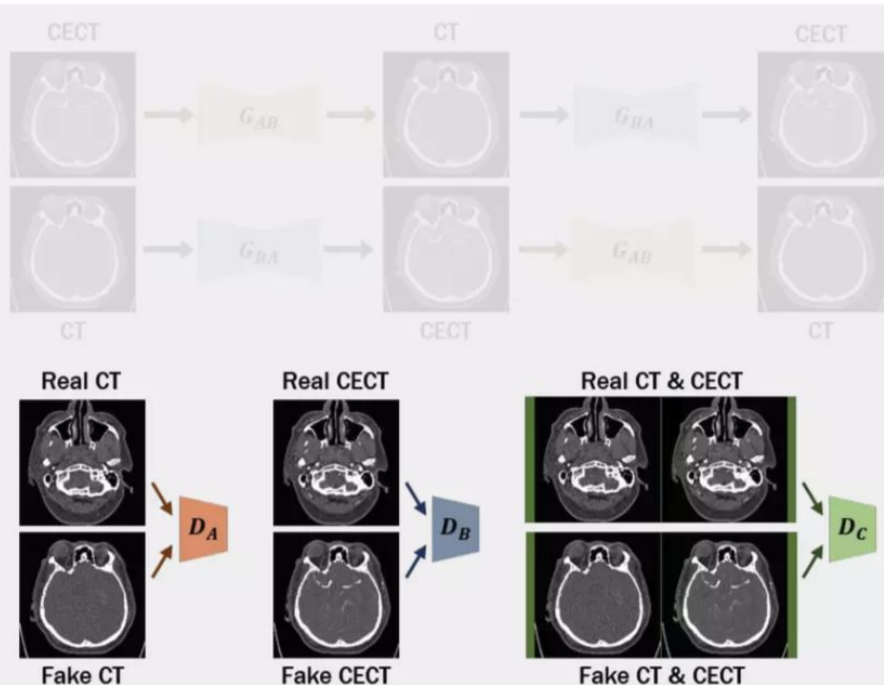 CECT
CT
CECT
G_AB
G_BA
G_BA
G_AB
CT
CECT
CT
Real CT
Real CECT
Real CT & CECT
D_A
D_B
D_C
Fake CT
Fake CECT
Fake CT & CECT